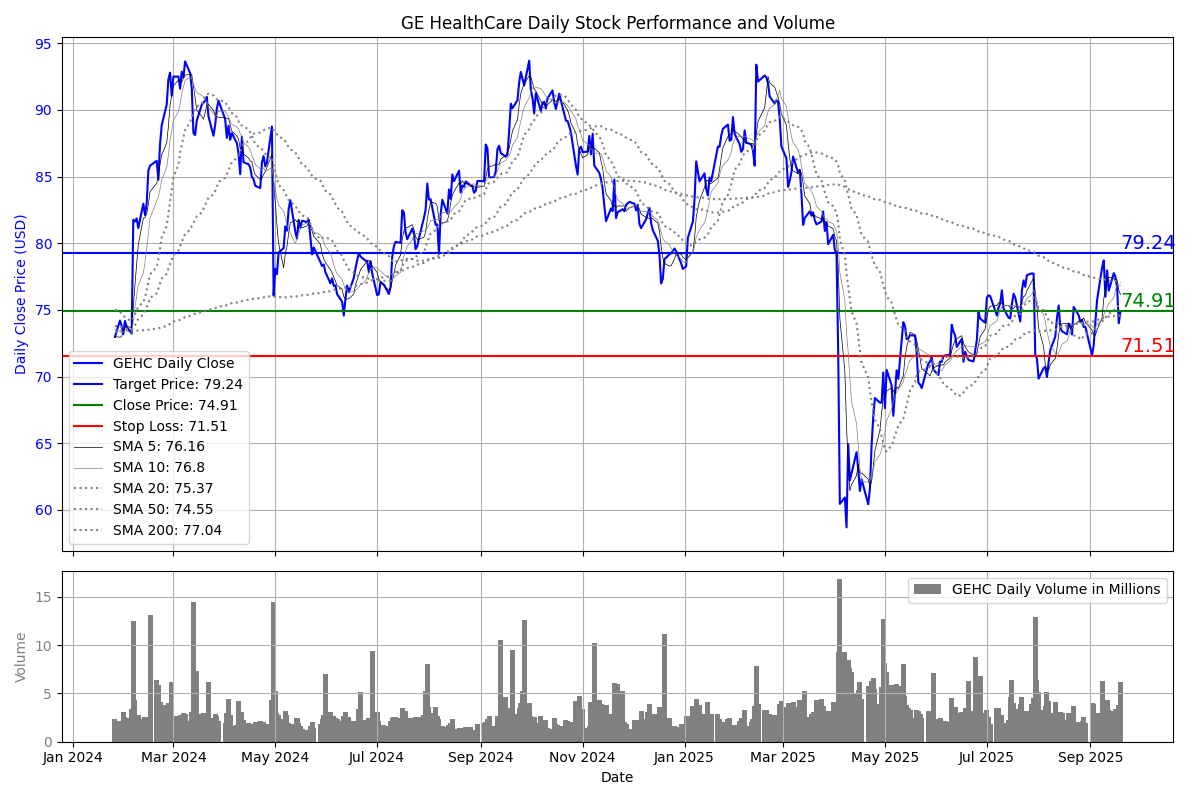 GE HealthCare Daily Stock Performance and Volume
95
90
85
80
75
70
65
60
Daily Close Price (USD)
79.24
74.91
71.51
GEHC Daily Close
Target Price: 79.24
Close Price: 74.91
Stop Loss: 71.51
SMA 5: 76.16
SMA 10: 76.8
SMA 20: 75.37
SMA 50: 74.55
SMA 200: 77.04
GEHC Daily Volume in Millions
15
10
5
0
Volume
Jan 2024 Mar 2024 May 2024 Jul 2024 Sep 2024 Nov 2024 Jan 2025 Mar 2025 May 2025 Jul 2025 Sep 2025
Date